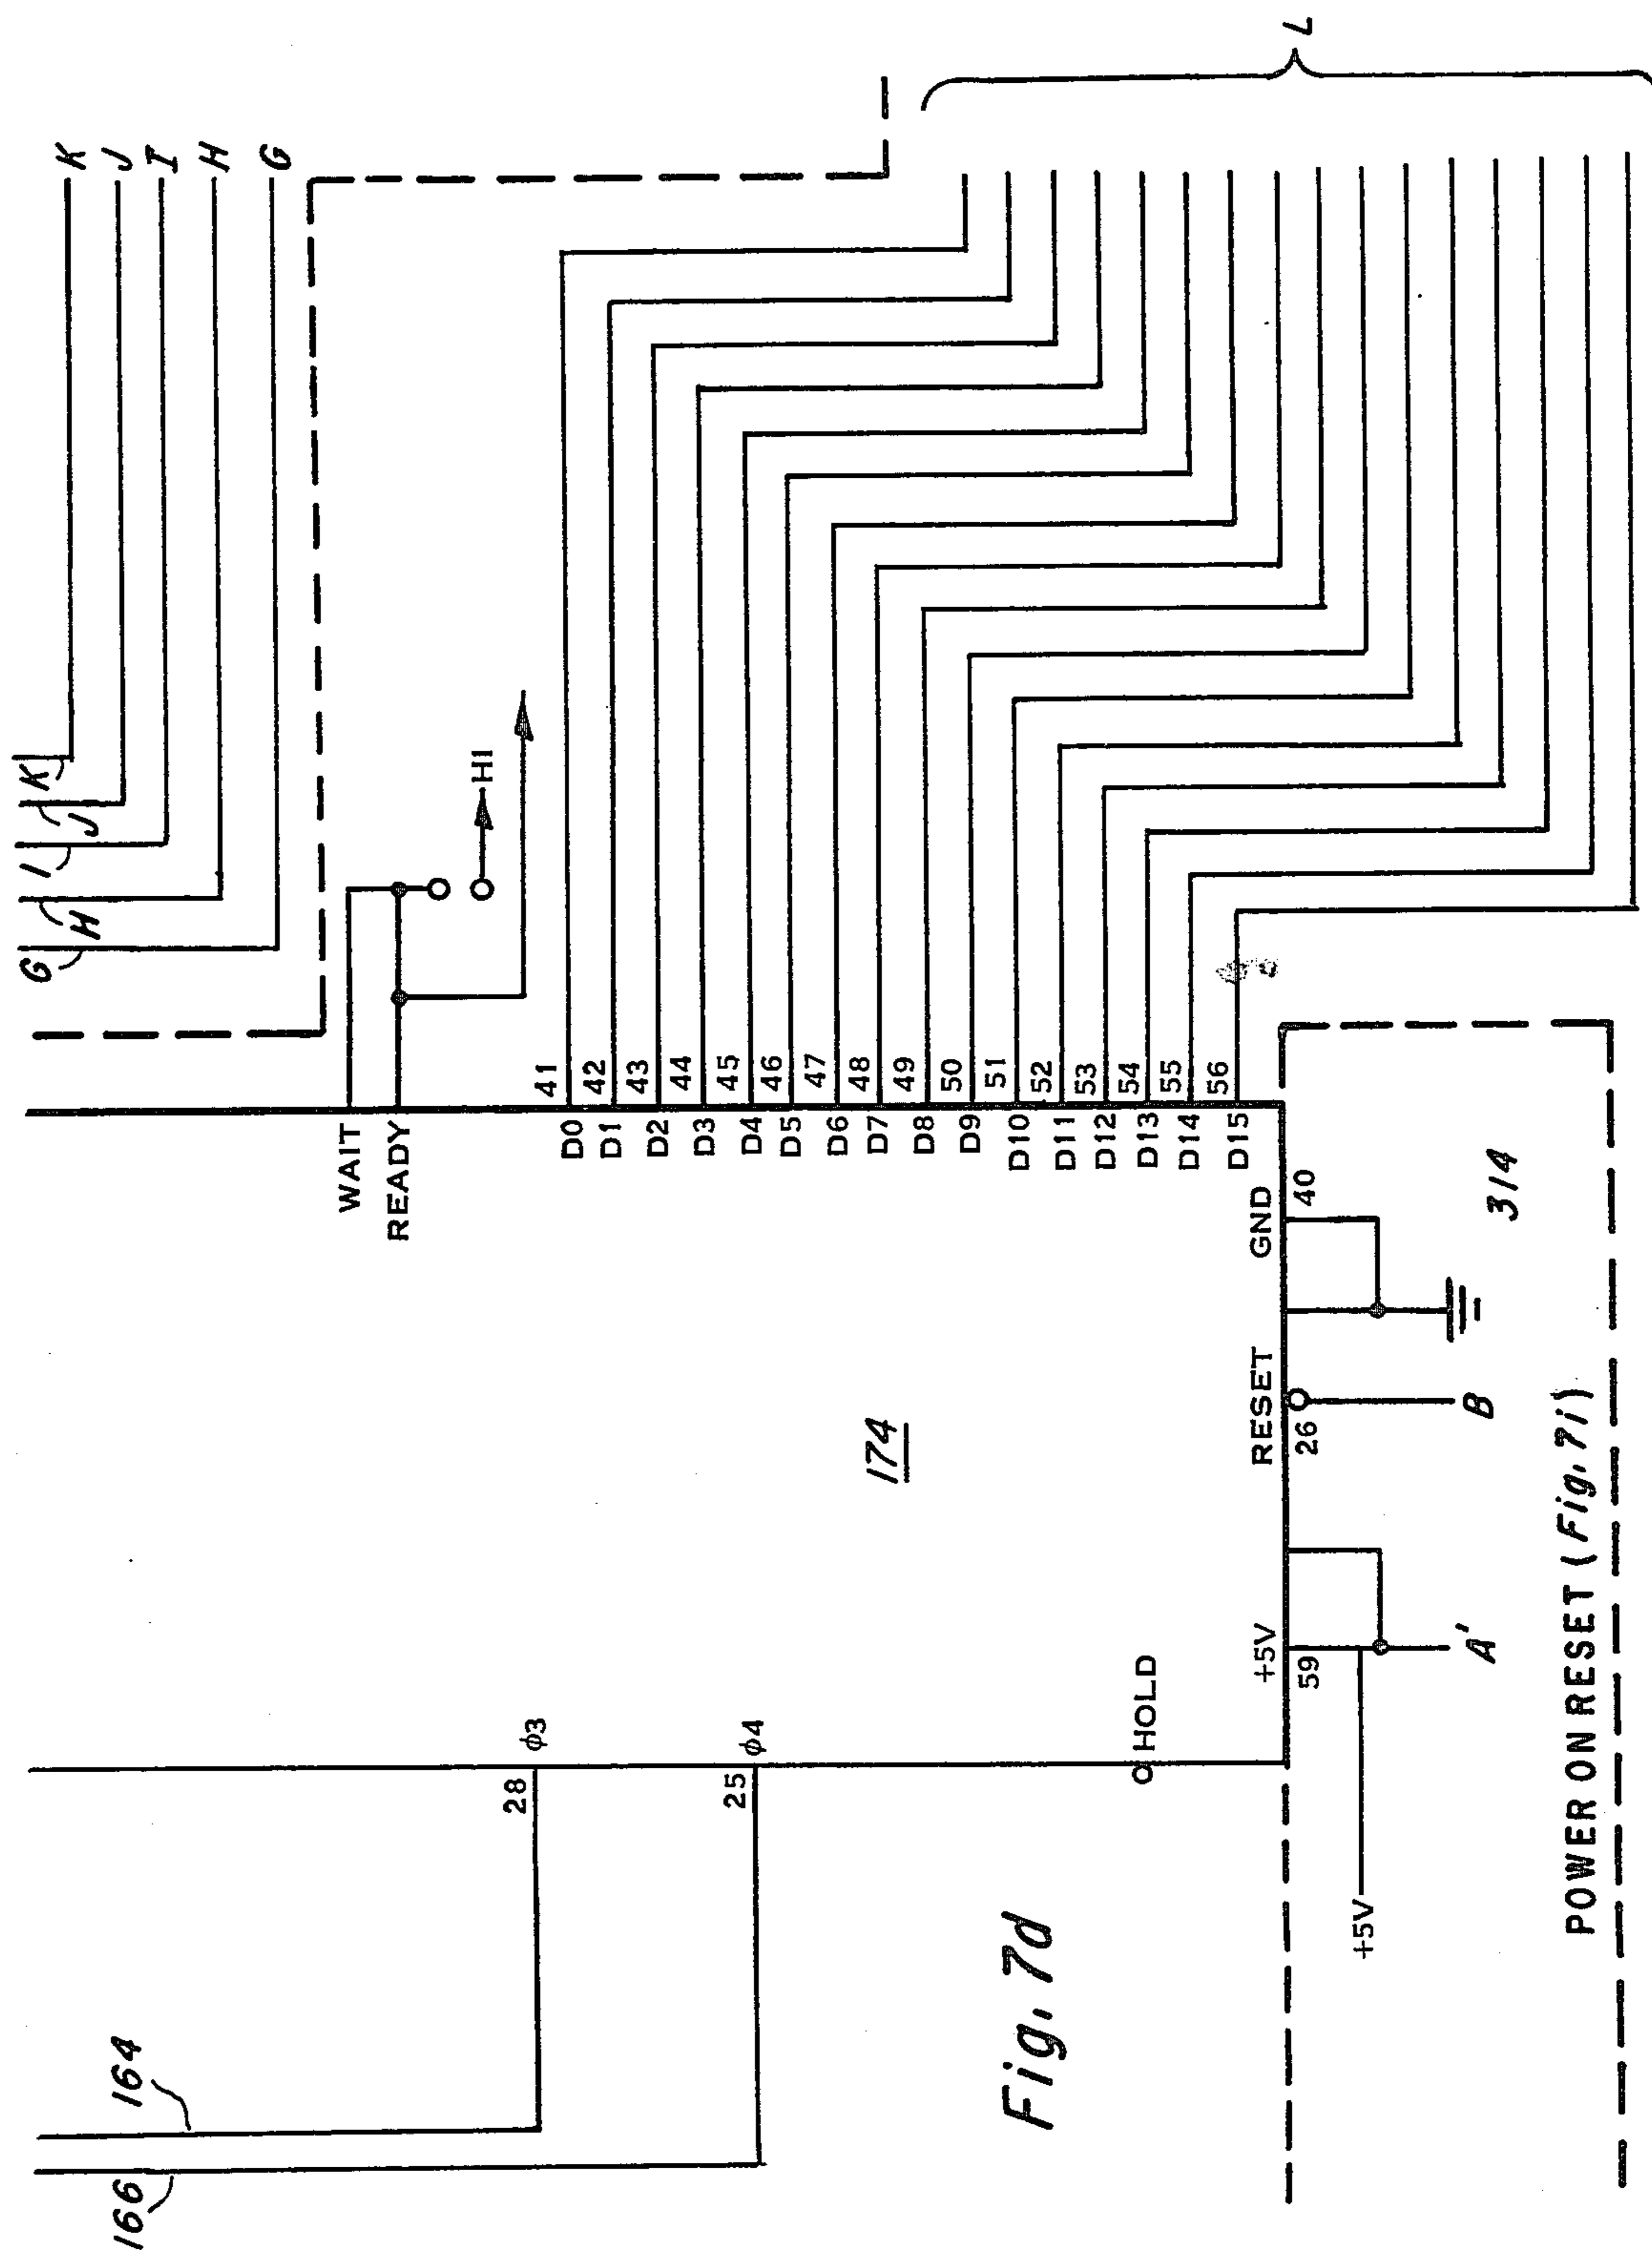 K
J
I
H
G
K
J
I
H
G
WAIT
READY
HI
41
42
43
44
45
46
47
48
49
50
51
52
53
54
55
56
D0
D1
D2
D3
D4
D5
D6
D7
D8
D9
D10
D11
D12
D13
D14
D15
L
174
166
164
28
φ3
25
φ4
HOLD
+5V
59
RESET
26
GND
40
+5V
A'
B
314
POWER ON RESET (Fig. 7i)
Fig. 7d